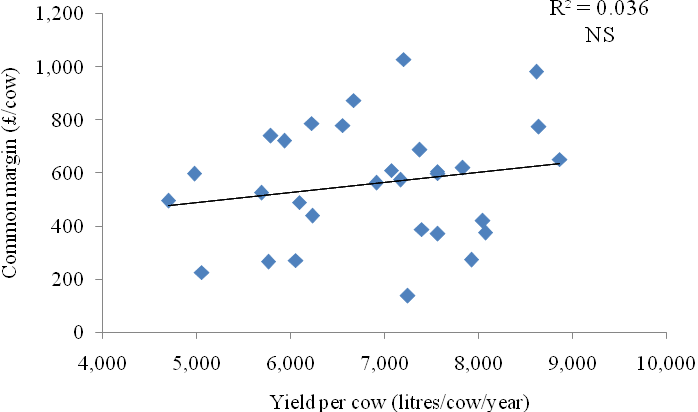 R² = 0.036
NS
1,200
1,000
800
600
400
200
0
Common margin (£/cow)
4,000 5,000 6,000 7,000 8,000 9,000 10,000
Yield per cow (litres/cow/year)